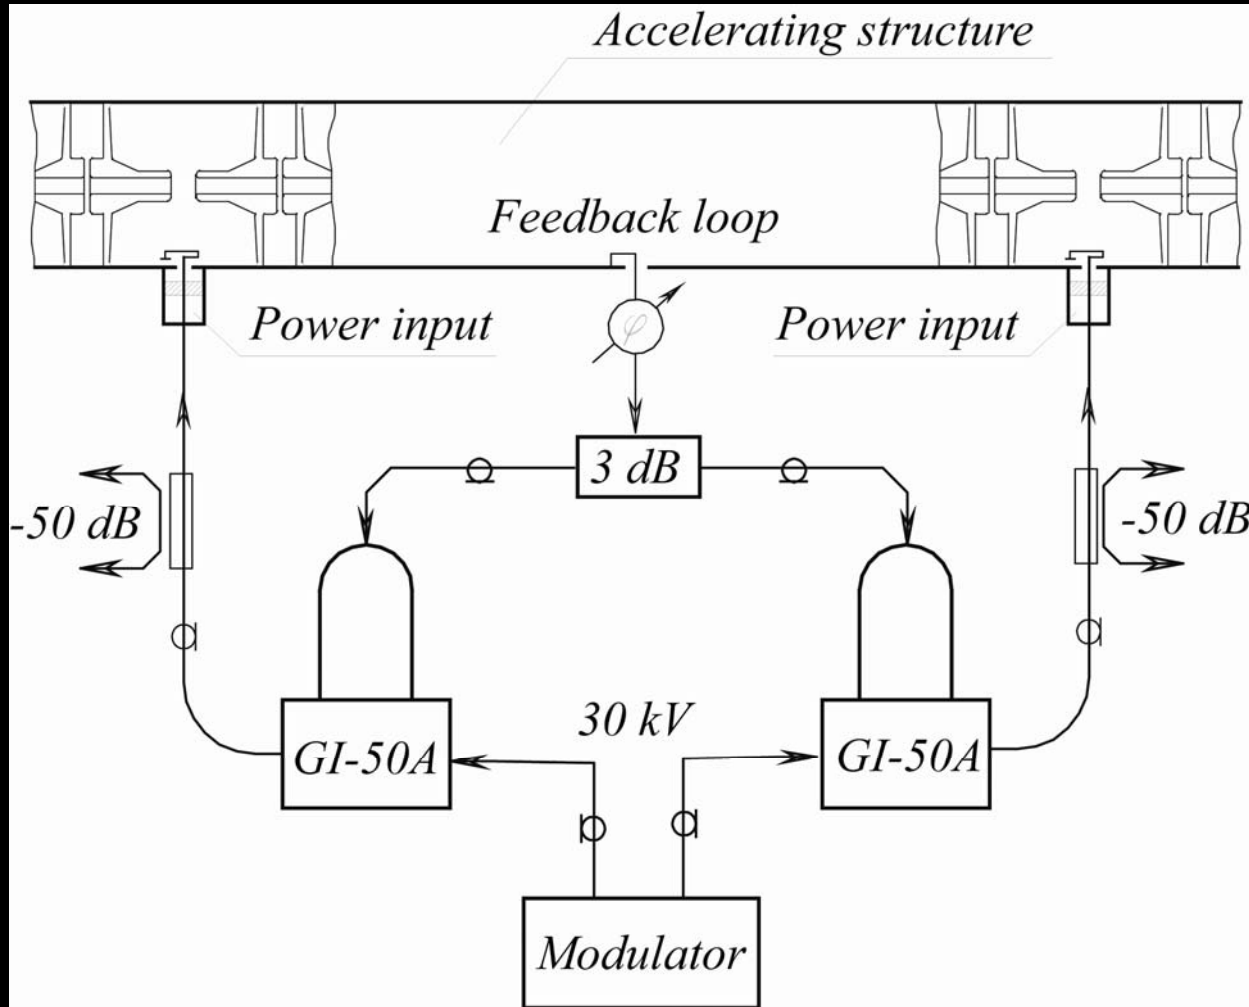 Accelerating structure
Feedback loop
Power input
Power input
φ
3 dB
-50 dB
-50 dB
30 kV
GI-50A
GI-50A
Modulator